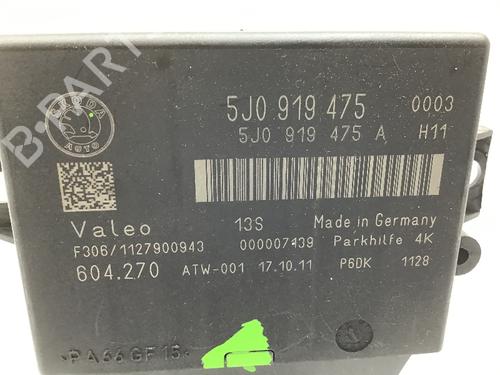 5J0 919 475 0003
5J0 919 475 A H11
SKODA
AUTO
B-PARTS
Valeo 13S Made in Germany
F306/1127900943 000007439 Parkhilfe 4K
604.270 ATW-001 17.10.11 P6DK 1128
>PA66GF15<